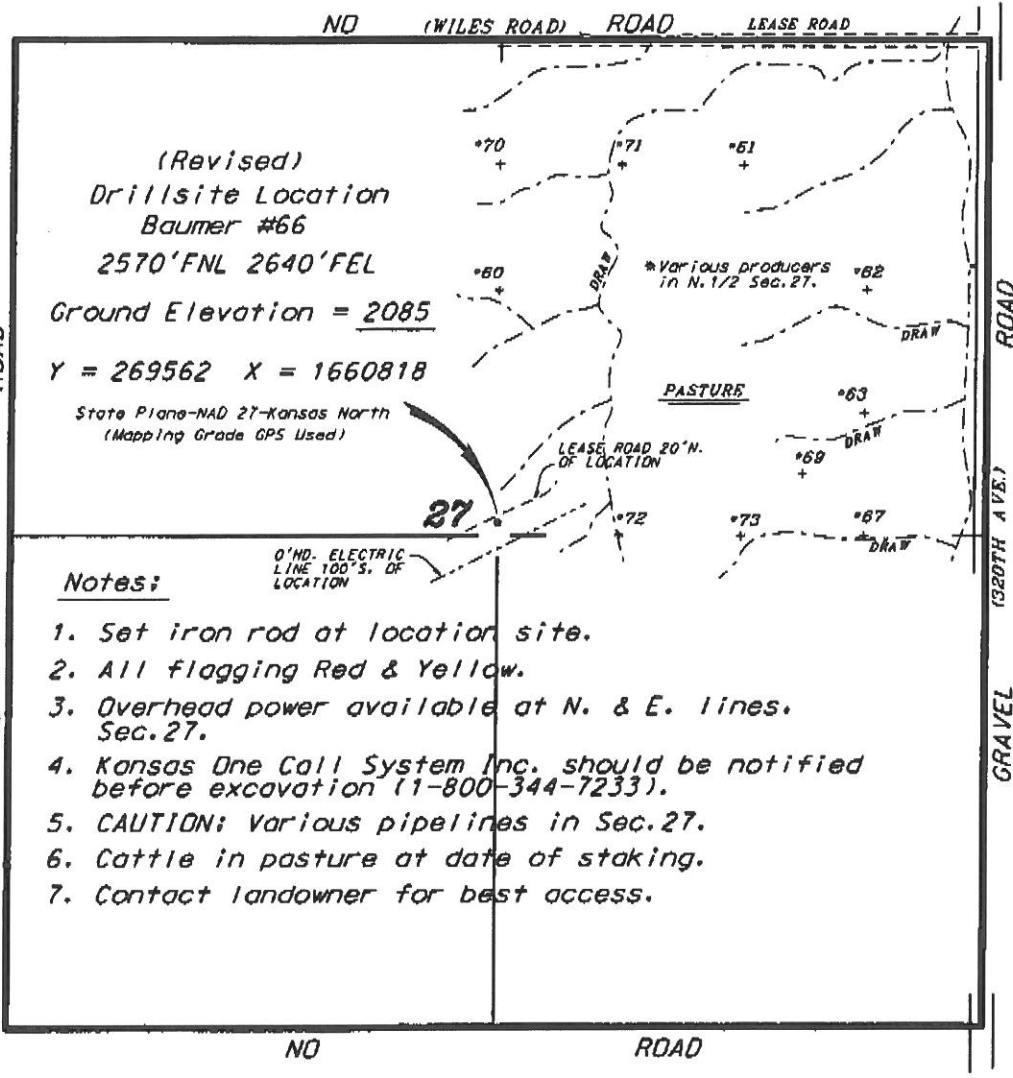 NO (WILES ROAD) ROAD LEASE ROAD
(Revised)
Drillsite Location
Baumer #66
2570'FNL 2640'FEL
Ground Elevation = 2085
Y = 269562 X = 1660818
State Plane-NAD 27-Kansas North
(Mapping Grade GPS Used)
*70
*71
*61
*60
DRAW
*Various producers
in N.1/2 Sec.27.
*62
DRAW
PASTURE
*63
DRAW
*69
LEASE ROAD 20'N.
OF LOCATION
27
*72
*73
*67
DRAW
O'HD. ELECTRIC
LINE 100'S. OF
LOCATION
ROAD
(320TH AVE.)
GRAVEL
Notes:
1. Set iron rod at location site.
2. All flagging Red & Yellow.
3. Overhead power available at N. & E. lines.
Sec.27.
4. Kansas One Call System Inc. should be notified
before excavation (1-800-344-7233).
5. CAUTION: Various pipelines in Sec.27.
6. Cattle in pasture at date of staking.
7. Contact landowner for best access.
NO ROAD